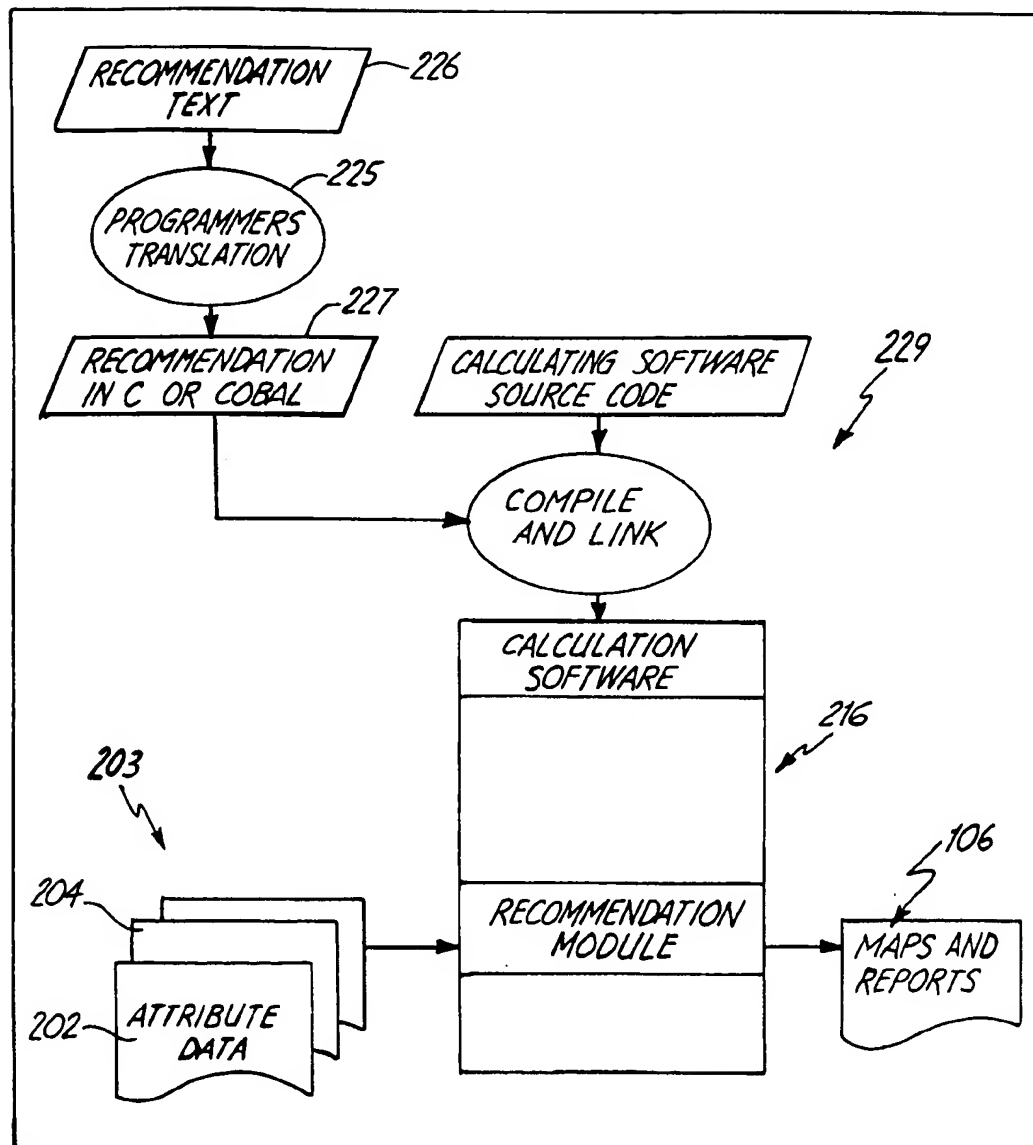 RECOMMENDATION
TEXT
226
225
PROGRAMMERS
TRANSLATION
227
RECOMMENDATION
IN C OR COBAL
CALCULATING SOFTWARE
SOURCE CODE
229
COMPILE
AND LINK
CALCULATION
SOFTWARE
216
203
106
204
RECOMMENDATION
MODULE
MAPS AND
REPORTS
202
ATTRIBUTE
DATA